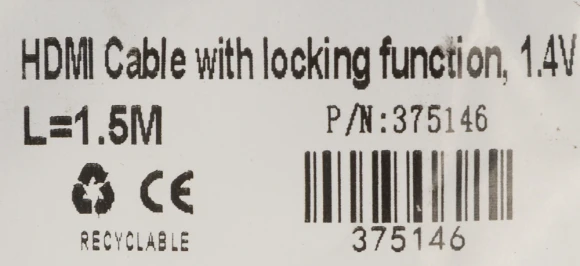 HDMI Cable with locking function, 1.4V
L=1.5M
P/N:375146
CE
RECYCLABLE
375146